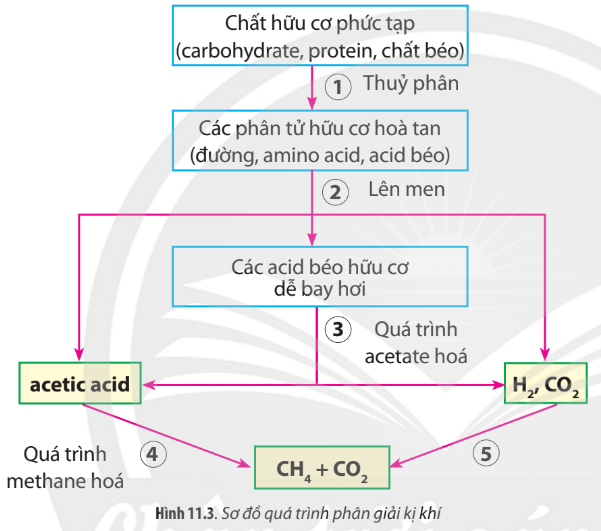 Chất hữu cơ phức tạp
(carbohydrate, protein, chất béo)
1 Thuỷ phân
Các phân tử hữu cơ hoà tan
(đường, amino acid, acid béo)
2 Lên men
Các acid béo hữu cơ
dễ bay hơi
3 Quá trình
acetate hoá
acetic acid
H₂, CO₂
Quá trình
methane hoá
4
5
CH₄ + CO₂
Hình 11.3. Sơ đồ quá trình phân giải kị khí